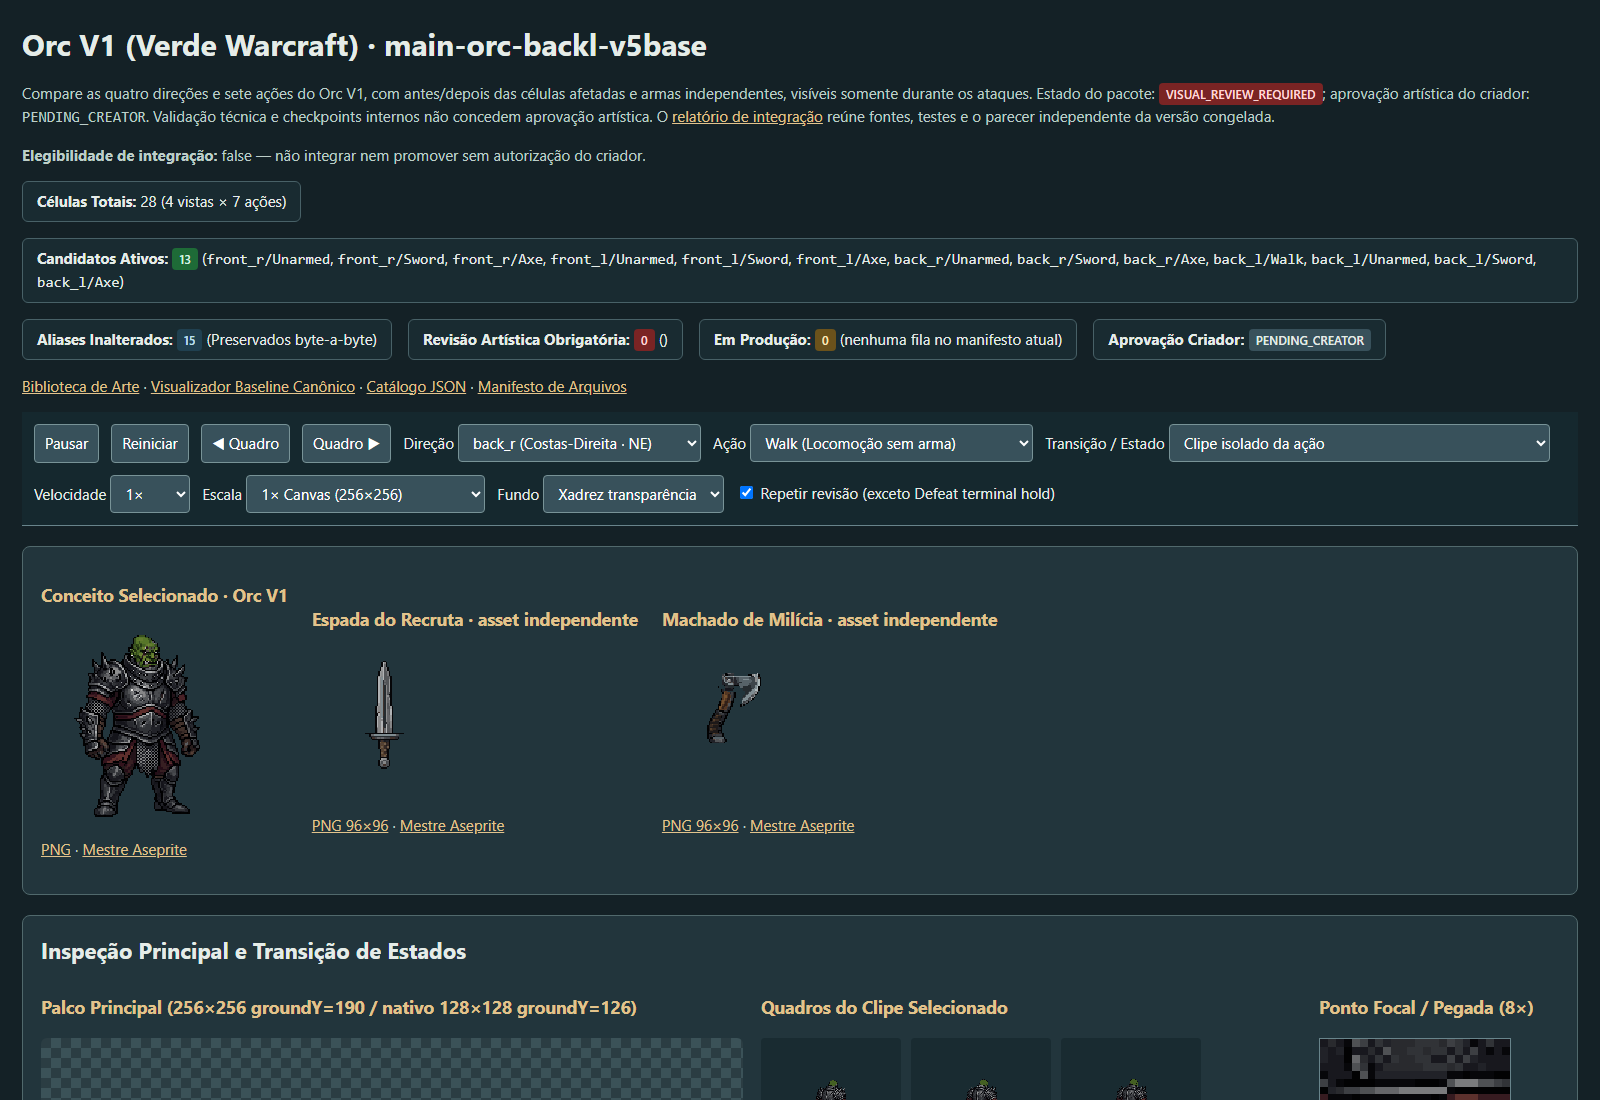 Orc V1 (Verde Warcraft) · main-orc-backl-v5base
Compare as quatro direções e sete ações do Orc V1, com antes/depois das células afetadas e armas independentes, visíveis somente durante os ataques. Estado do pacote: VISUAL_REVIEW_REQUIRED; aprovação artística do criador:
PENDING_CREATOR. Validação técnica e checkpoints internos não concedem aprovação artística. O relatório de integração reúne fontes, testes e o parecer independente da versão congelada.
Elegibilidade de integração: false — não integrar nem promover sem autorização do criador.
Células Totais: 28 (4 vistas × 7 ações)
Candidatos Ativos: 13 (front_r/Unarmed, front_r/Sword, front_r/Axe, front_l/Unarmed, front_l/Sword, front_l/Axe, back_r/Unarmed, back_r/Sword, back_r/Axe, back_l/Walk, back_l/Unarmed, back_l/Sword,
back_l/Axe)
Aliases Inalterados: 15 (Preservados byte-a-byte) Revisão Artística Obrigatória: 0 () Em Produção: 0 (nenhuma fila no manifesto atual) Aprovação Criador: PENDING_CREATOR
Biblioteca de Arte · Visualizador Baseline Canônico · Catálogo JSON · Manifesto de Arquivos
Pausar Reiniciar ◀ Quadro Quadro ▶ Direção back_r (Costas-Direita · NE) Ação Walk (Locomoção sem arma) Transição / Estado Clipe isolado da ação
Velocidade 1× Escala 1× Canvas (256×256) Fundo Xadrez transparência Repetir revisão (exceto Defeat terminal hold)
Conceito Selecionado · Orc V1
Espada do Recruta · asset independente Machado de Milícia · asset independente
PNG 96×96 · Mestre Aseprite PNG 96×96 · Mestre Aseprite
PNG · Mestre Aseprite
Inspeção Principal e Transição de Estados
Palco Principal (256×256 groundY=190 / nativo 128×128 groundY=126) Quadros do Clipe Selecionado Ponto Focal / Pegada (8×)